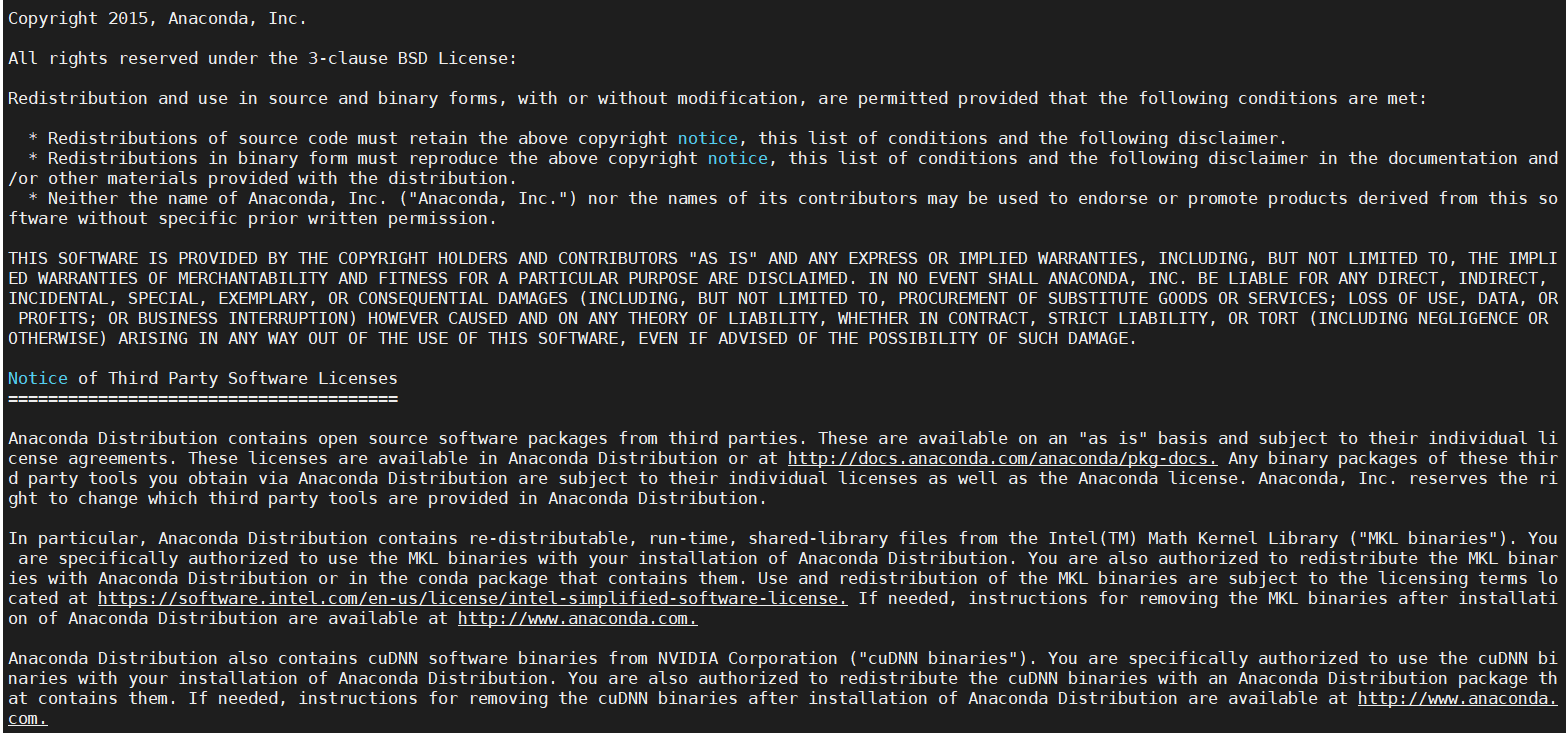 Copyright 2015, Anaconda, Inc.
All rights reserved under the 3-clause BSD License:
Redistribution and use in source and binary forms, with or without modification, are permitted provided that the following conditions are met:
* Redistributions of source code must retain the above copyright notice, this list of conditions and the following disclaimer.
* Redistributions in binary form must reproduce the above copyright notice, this list of conditions and the following disclaimer in the documentation and
/or other materials provided with the distribution.
* Neither the name of Anaconda, Inc. ("Anaconda, Inc.") nor the names of its contributors may be used to endorse or promote products derived from this so
ftware without specific prior written permission.
THIS SOFTWARE IS PROVIDED BY THE COPYRIGHT HOLDERS AND CONTRIBUTORS "AS IS" AND ANY EXPRESS OR IMPLIED WARRANTIES, INCLUDING, BUT NOT LIMITED TO, THE IMPLI
ED WARRANTIES OF MERCHANTABILITY AND FITNESS FOR A PARTICULAR PURPOSE ARE DISCLAIMED. IN NO EVENT SHALL ANACONDA, INC. BE LIABLE FOR ANY DIRECT, INDIRECT,
INCIDENTAL, SPECIAL, EXEMPLARY, OR CONSEQUENTIAL DAMAGES (INCLUDING, BUT NOT LIMITED TO, PROCUREMENT OF SUBSTITUTE GOODS OR SERVICES; LOSS OF USE, DATA, OR
PROFITS; OR BUSINESS INTERRUPTION) HOWEVER CAUSED AND ON ANY THEORY OF LIABILITY, WHETHER IN CONTRACT, STRICT LIABILITY, OR TORT (INCLUDING NEGLIGENCE OR
OTHERWISE) ARISING IN ANY WAY OUT OF THE USE OF THIS SOFTWARE, EVEN IF ADVISED OF THE POSSIBILITY OF SUCH DAMAGE.
Notice of Third Party Software Licenses
=======================================
Anaconda Distribution contains open source software packages from third parties. These are available on an "as is" basis and subject to their individual li
cense agreements. These licenses are available in Anaconda Distribution or at http://docs.anaconda.com/anaconda/pkg-docs. Any binary packages of these thir
d party tools you obtain via Anaconda Distribution are subject to their individual licenses as well as the Anaconda license. Anaconda, Inc. reserves the ri
ght to change which third party tools are provided in Anaconda Distribution.
In particular, Anaconda Distribution contains re-distributable, run-time, shared-library files from the Intel(TM) Math Kernel Library ("MKL binaries"). You
are specifically authorized to use the MKL binaries with your installation of Anaconda Distribution. You are also authorized to redistribute the MKL binar
ies with Anaconda Distribution or in the conda package that contains them. Use and redistribution of the MKL binaries are subject to the licensing terms lo
cated at https://software.intel.com/en-us/license/intel-simplified-software-license. If needed, instructions for removing the MKL binaries after installati
on of Anaconda Distribution are available at http://www.anaconda.com.
Anaconda Distribution also contains cuDNN software binaries from NVIDIA Corporation ("cuDNN binaries"). You are specifically authorized to use the cuDNN bi
naries with your installation of Anaconda Distribution. You are also authorized to redistribute the cuDNN binaries with an Anaconda Distribution package th
at contains them. If needed, instructions for removing the cuDNN binaries after installation of Anaconda Distribution are available at http://www.anaconda.
com.